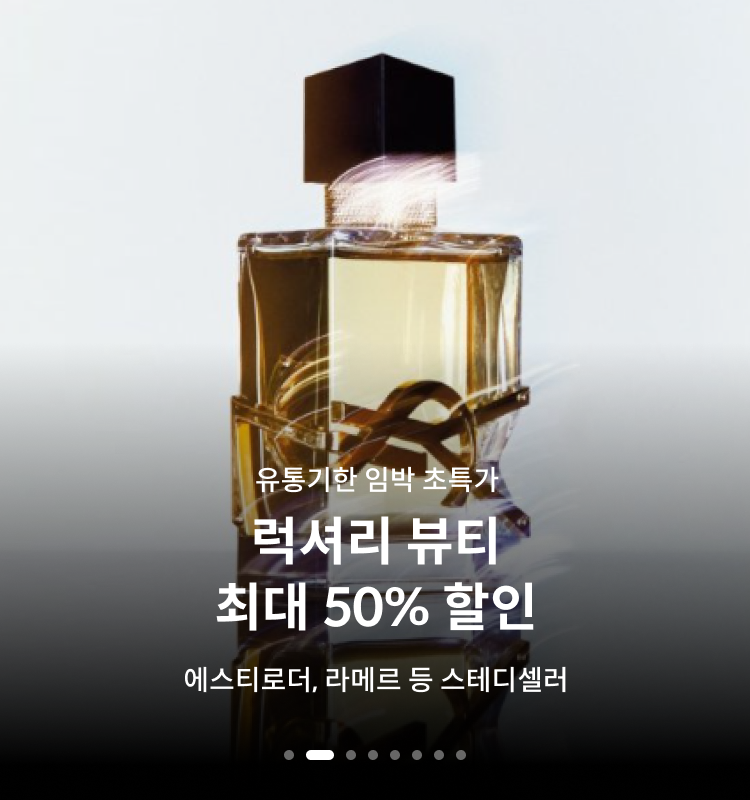 유통기한 임박 초특가
럭셔리 뷰티
최대 50% 할인
에스티로더, 라메르 등 스테디셀러